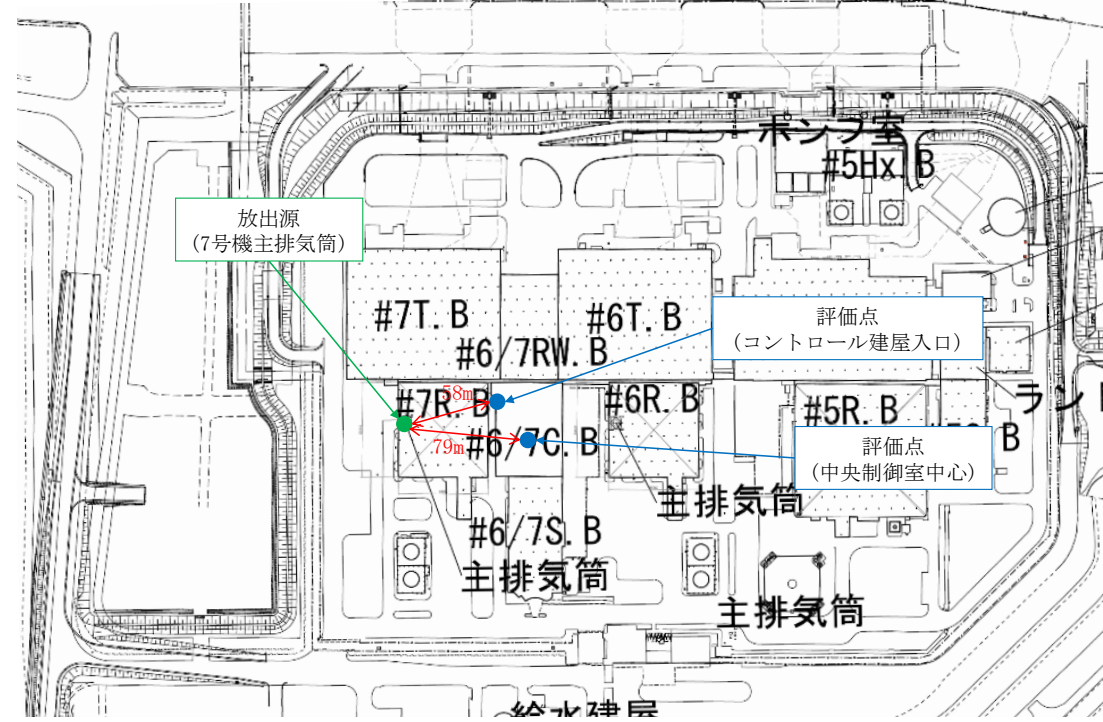 ポンプ室
#5Hx.B
放出源
(7号機主排気筒)
#7T.B
#6T.B
評価点
(コントロール建屋入口)
#6/7RW.B
58m
#7R.B
#6R.B
#5R.B
79m
#6/7C.B
評価点
(中央制御室中心)
主排気筒
#6/7S.B
主排気筒
主排気筒
給水建屋